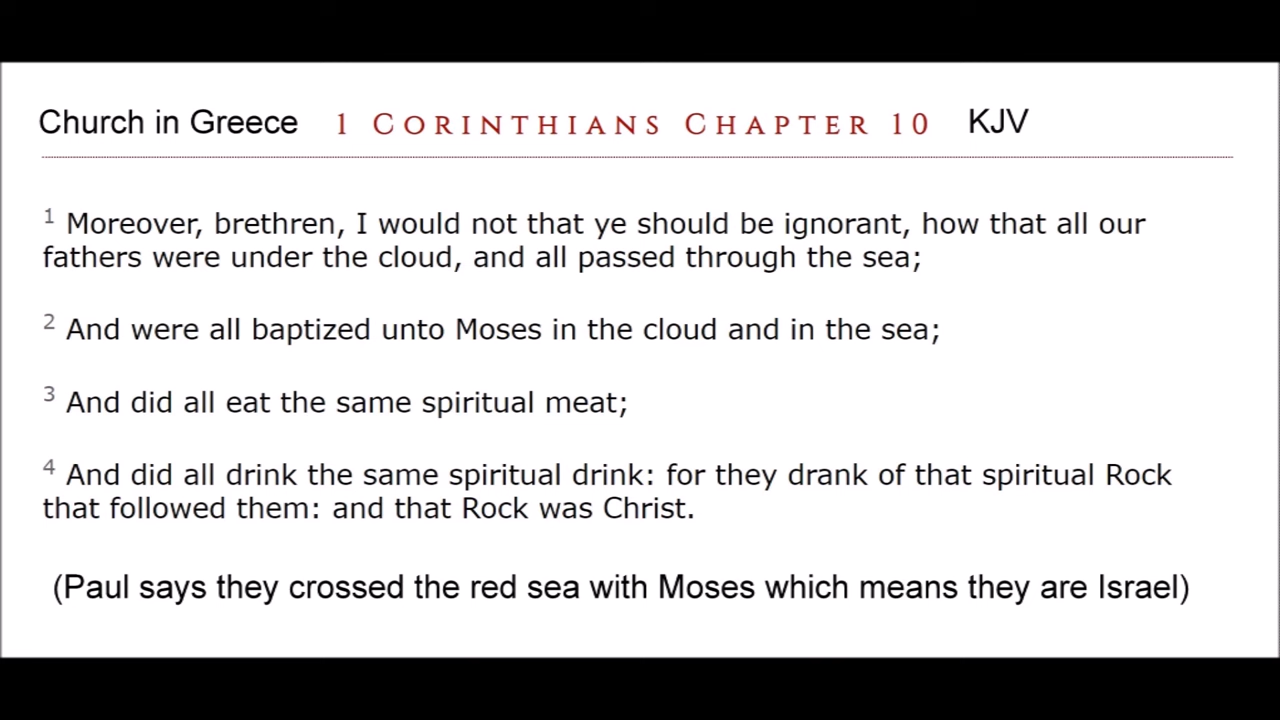 Church in Greece 1 Corinthians Chapter 10 KJV
1 Moreover, brethren, I would not that ye should be ignorant, how that all our
fathers were under the cloud, and all passed through the sea;
2 And were all baptized unto Moses in the cloud and in the sea;
3 And did all eat the same spiritual meat;
4 And did all drink the same spiritual drink: for they drank of that spiritual Rock
that followed them: and that Rock was Christ.
(Paul says they crossed the red sea with Moses which means they are Israel)